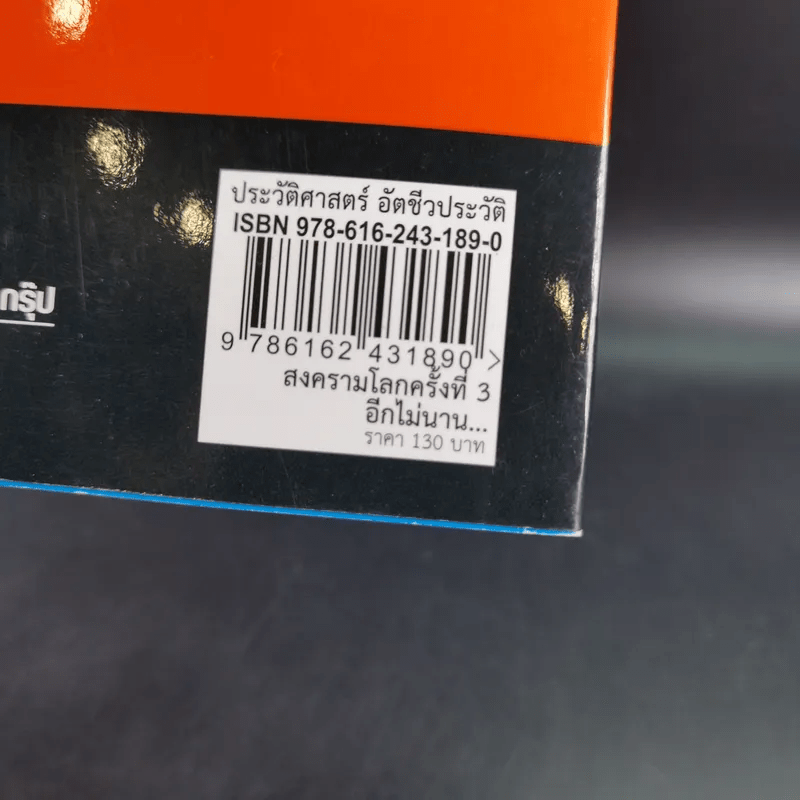 ประวัติศาสตร์ อัตชีวประวัติ
ISBN 978-616-243-189-0
9 786162 431890 >
สงครามโลกครั้งที่ 3
อีกไม่นาน...
ราคา 130 บาท
กรุ๊ป